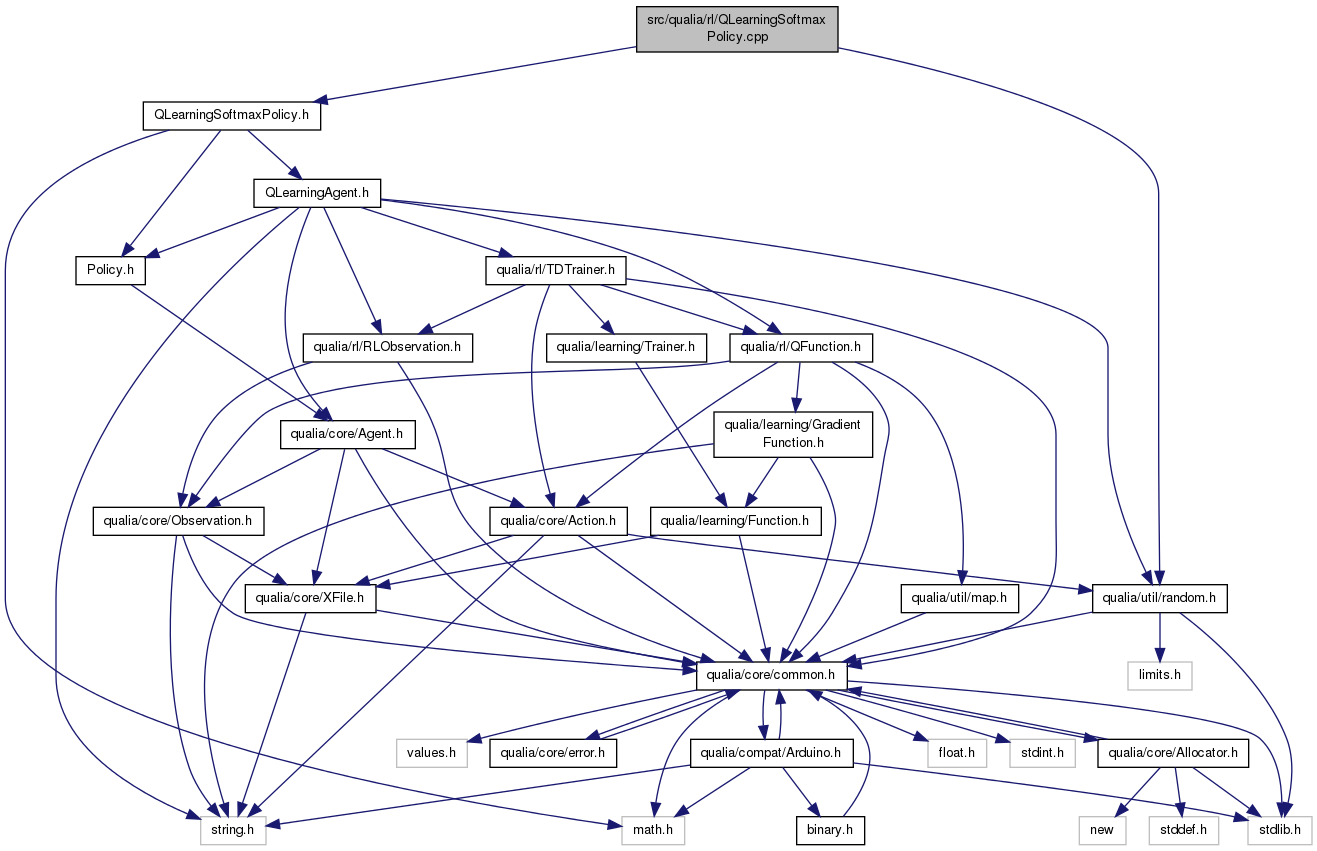 src/qualia/rl/QLearningSoftmax
Policy.cpp
QLearningSoftmaxPolicy.h
QLearningAgent.h
Policy.h
qualia/rl/TDTrainer.h
qualia/rl/RLObservation.h
qualia/learning/Trainer.h
qualia/rl/QFunction.h
qualia/core/Agent.h
qualia/learning/Gradient
Function.h
qualia/core/Observation.h
qualia/core/Action.h
qualia/learning/Function.h
qualia/core/XFile.h
qualia/util/map.h
qualia/util/random.h
qualia/core/common.h
limits.h
values.h
qualia/core/error.h
qualia/compat/Arduino.h
float.h
stdint.h
qualia/core/Allocator.h
string.h
math.h
binary.h
new
stddef.h
stdlib.h